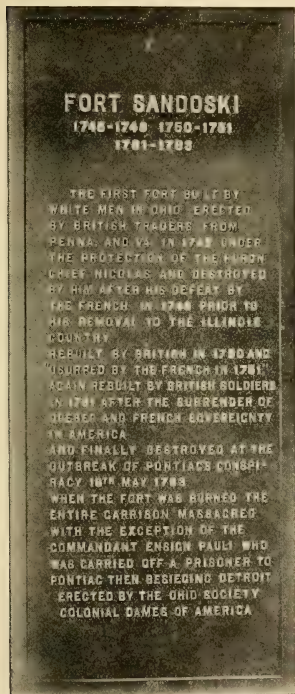 FORT SANDOSKI
1745-1748 1750-1751
1761-1763
THE FIRST FORT BUILT BY
WHITE MEN IN OHIO ERECTED
BY BRITISH TRADERS FROM
PENNA. AND VA. IN 1745 UNDER
THE PROTECTION OF THE HURON
CHIEF NICOLAS AND DESTROYED
BY HIM AFTER HIS DEFEAT BY
THE FRENCH IN 1748 PRIOR TO
HIS REMOVAL TO THE ILLINOIS
COUNTRY
REBUILT BY BRITISH IN 1750 AND
"USURPED BY THE FRENCH IN 1751"
AGAIN REBUILT BY BRITISH SOLDIERS
IN 1761 AFTER THE SURRENDER OF
QUEBEC AND FRENCH SOVEREIGNTY
IN AMERICA
AND FINALLY DESTROYED AT THE
OUTBREAK OF PONTIAC'S CONSPI-
RACY 16TH MAY 1763
WHEN THE FORT WAS BURNED THE
ENTIRE GARRISON MASSACRED
WITH THE EXCEPTION OF THE
COMMANDANT ENSIGN PAULI WHO
WAS CARRIED OFF A PRISONER TO
PONTIAC THEN BESIEGING DETROIT
ERECTED BY THE OHIO SOCIETY
COLONIAL DAMES OF AMERICA